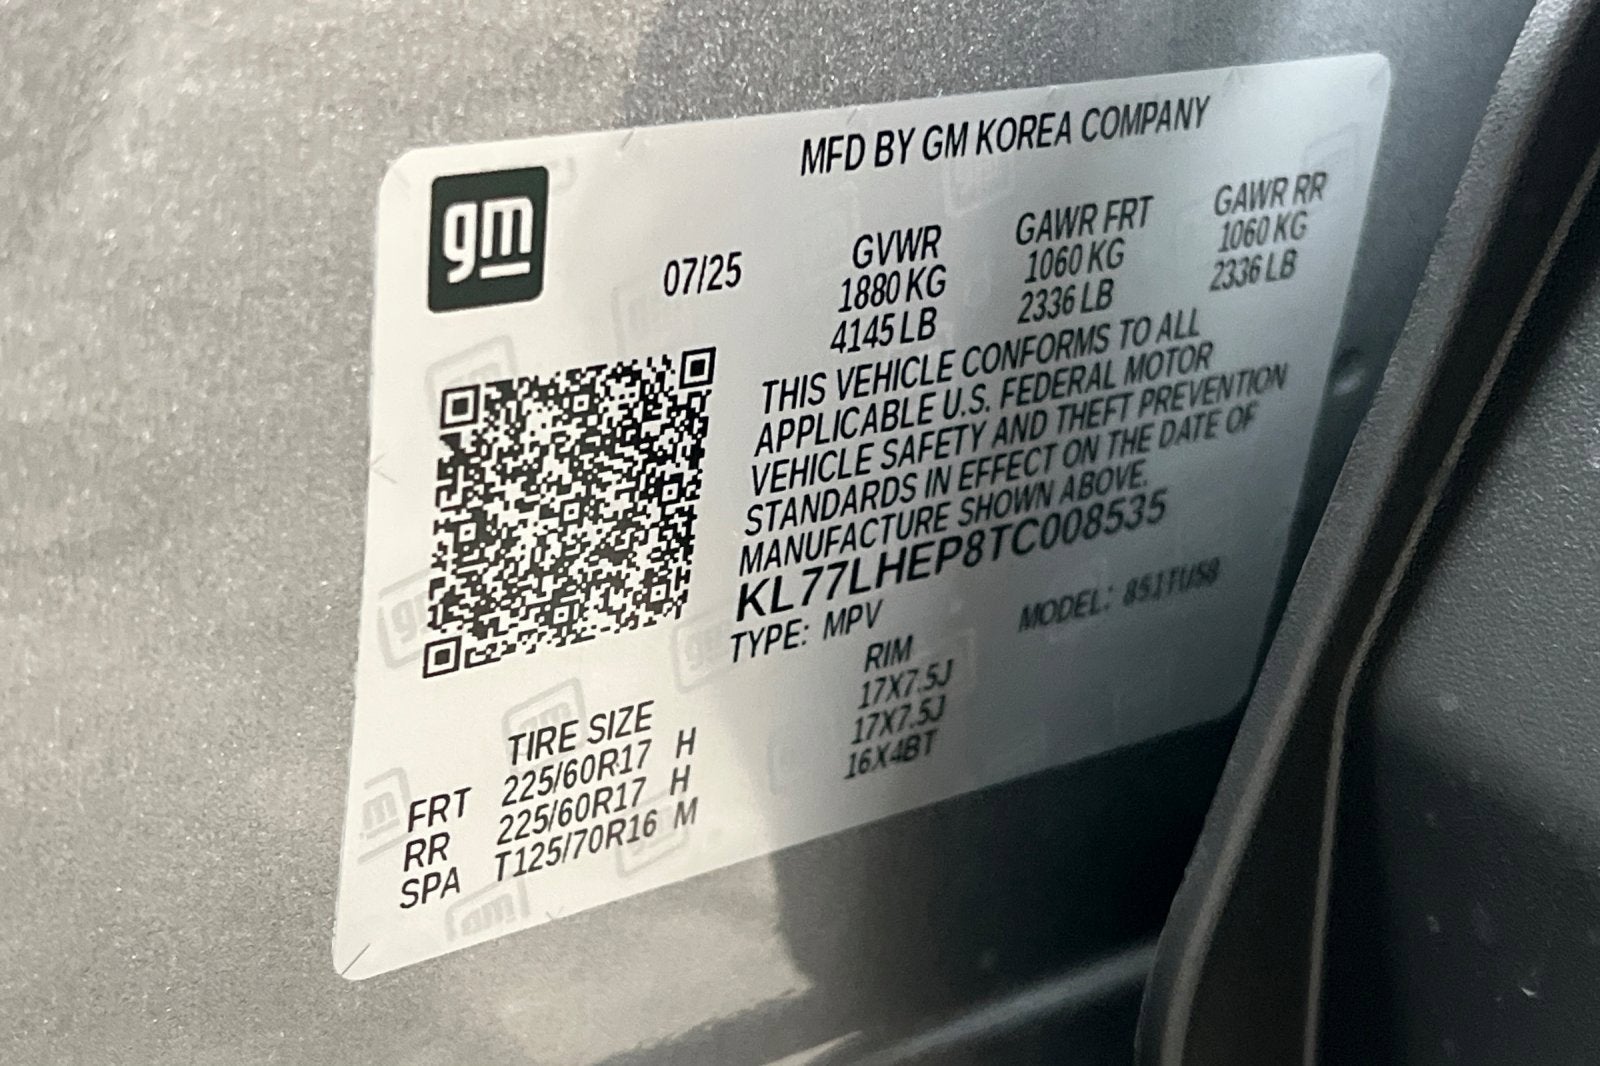 gm
MFD BY GM KOREA COMPANY
07/25
GVWR
1880 KG
4145 LB
GAWR FRT
1060 KG
2336 LB
GAWR RR
1060 KG
2336 LB
THIS VEHICLE CONFORMS TO ALL
APPLICABLE U.S. FEDERAL MOTOR
VEHICLE SAFETY AND THEFT PREVENTION
STANDARDS IN EFFECT ON THE DATE OF
MANUFACTURE SHOWN ABOVE.
KL77LHEP8TC008535
TYPE: MPV MODEL:
TIRE SIZE RIM
FRT 225/60R17 H 17X7.5J
RR 225/60R17 H 17X7.5J
SPA T125/70R16 M 16X4BT